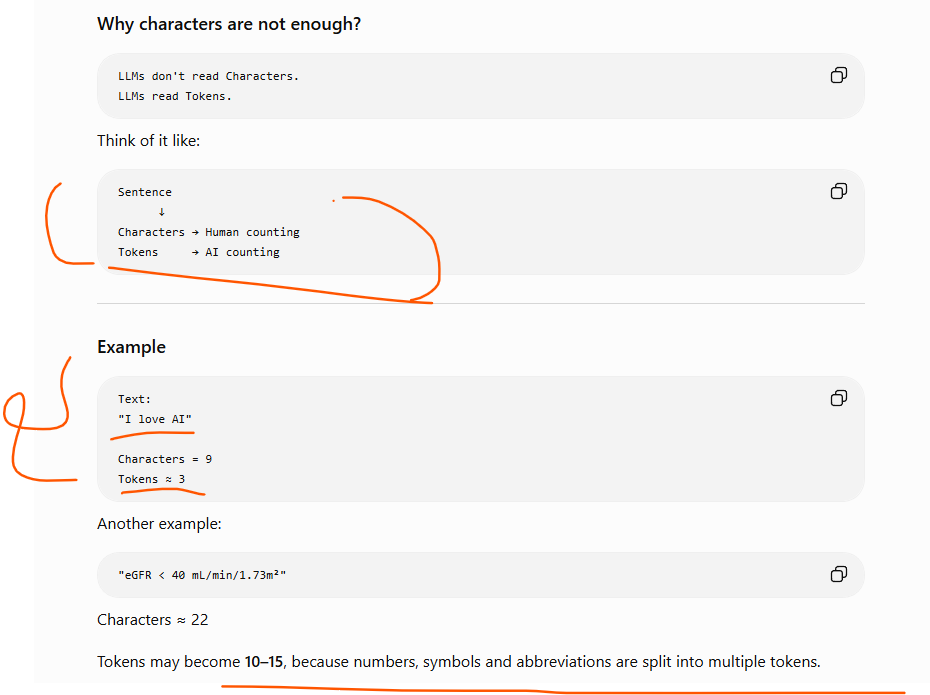 Why characters are not enough?
LLMs don't read Characters.
LLMs read Tokens.
Think of it like:
Sentence
↓
Characters → Human counting
Tokens → AI counting
Example
Text:
"I love AI"
Characters = 9
Tokens ≈ 3
Another example:
"eGFR < 40 mL/min/1.73m²"
Characters ≈ 22
Tokens may become 10–15, because numbers, symbols and abbreviations are split into multiple tokens.